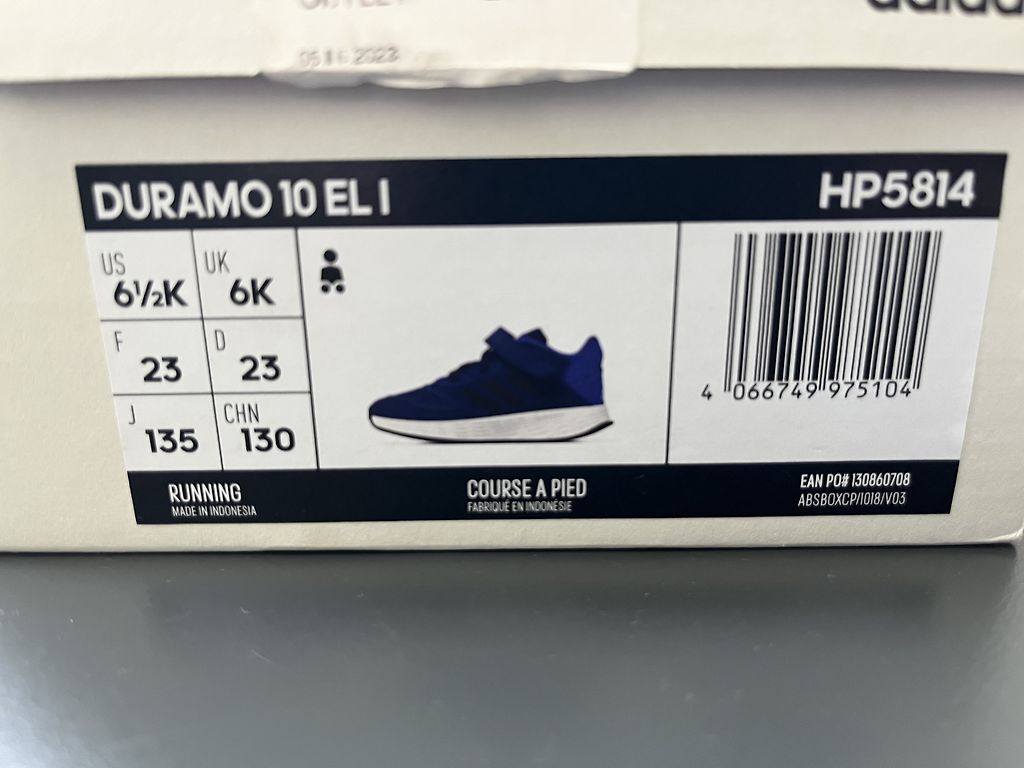 adidas
DURAMO 10 EL I
HP5814
US
6½K
UK
6K
F
23
D
23
J
135
CHN
130
4 066749 975104
RUNNING
MADE IN INDONESIA
COURSE A PIED
FABRIQUÉ EN INDONÉSIE
EAN PO# 130860708
ABSBOXCP/1018/V03